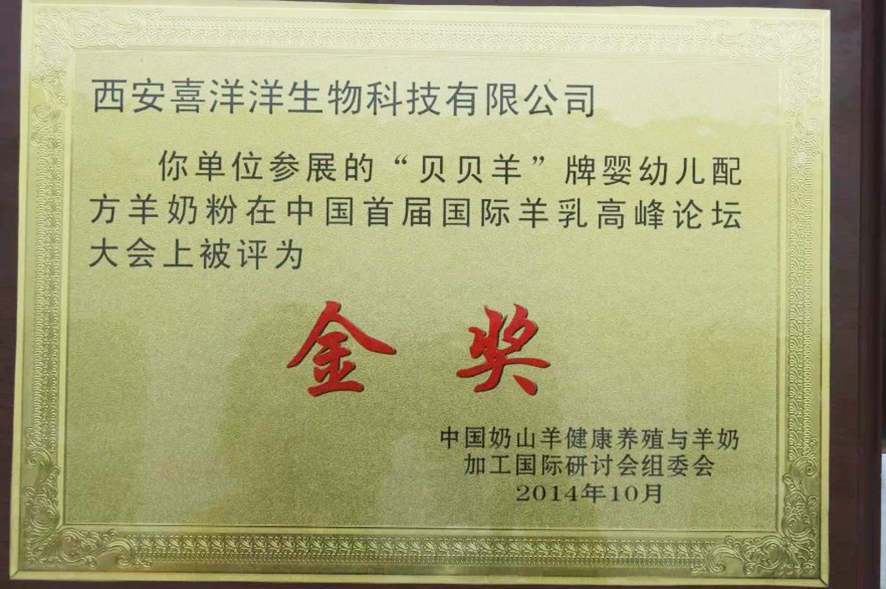 西安喜洋洋生物科技有限公司
你单位参展的“贝贝羊”牌婴幼儿配
方羊奶粉在中国首届国际羊乳高峰论坛
大会上被评为
金奖
中国奶山羊健康养殖与羊奶
加工国际研讨会组委会
2014年10月